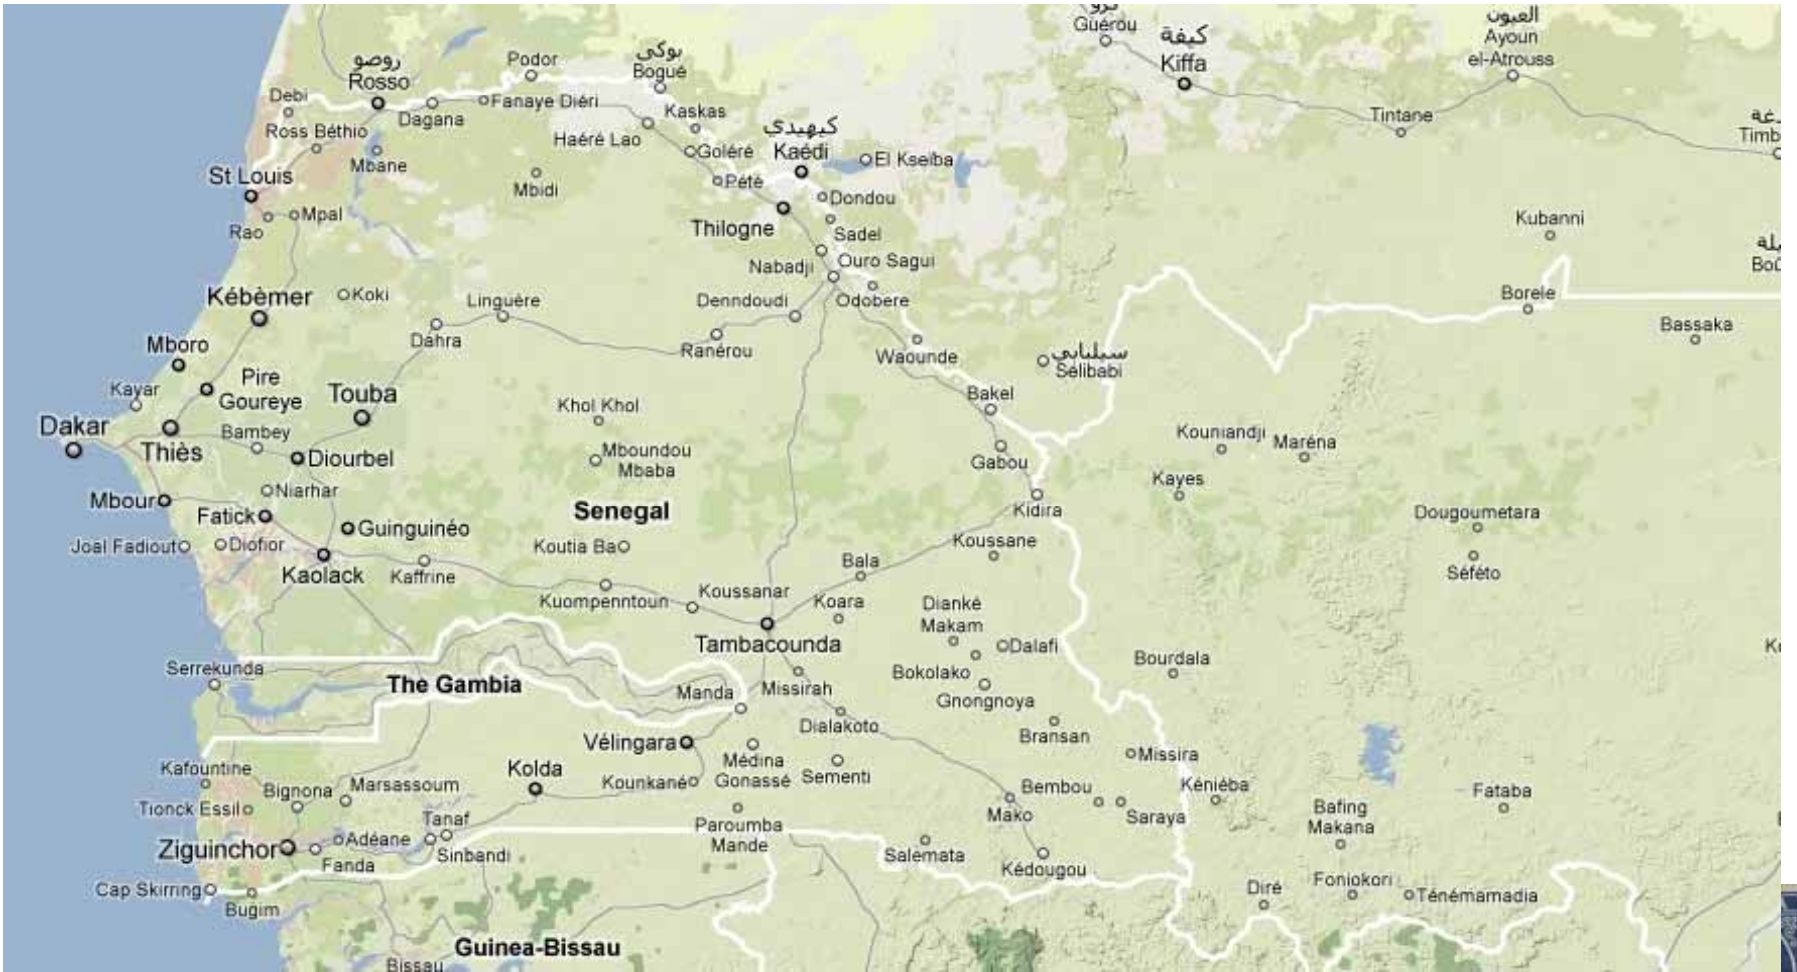 كرو
Guérou
كيفة
Kiffa
العيون
Ayoun
el-Atrouss
Tintane
Timb
Kubanni
Boû
Borele
Bassaka
روصو
Rosso
Podor
بوكي
Bogué
Debi
Dagana
Fanaye Diéri
Kaskas
Ross Béthio
Haéré Lao
كيهيدي
Kaédi
Goléré
El Kseïba
Mbane
Mbidi
Pété
St Louis
Dondou
Mpal
Rao
Thilogne
Sadel
Nabadji
Ouro Sagui
Kébèmer
Koki
Linguère
Denndoudi
Odobere
Dahra
Ranérou
Waounde
سيلبابي
Sélibabi
Mboro
Pire
Goureye
Kayar
Touba
Khol Khol
Bakel
Dakar
Thiès
Bambey
Diourbel
Mboundou
Mbaba
Gabou
Kouniandji
Maréna
Kayes
Mbour
Niarhar
Fatick
Guinguinéo
Senegal
Kidira
Dougoumetara
Joal Fadiout
Diofior
Koutia Ba
Koussane
Kaolack
Kaffrine
Bala
Séféto
Kuompenntoun
Koussanar
Koara
Dianké
Makam
Tambacounda
Dalafi
Bourdala
Serrekunda
The Gambia
Manda
Missirah
Bokolako
Gnongnoya
Dialakoto
Bransan
Vélingara
Médina
Gonassé
Sementi
Missira
Kafountine
Kolda
Kounkané
Bembou
Kéniéba
Fataba
Bignona
Marsassoum
Tionck Essil
Tanaf
Paroumba
Mande
Mako
Saraya
Bafing
Makana
Ziguinchor
Adéane
Fanda
Sinbandi
Salemata
Kédougou
Cap Skirring
Bugim
Diré
Foniokori
Ténémamadia
Guinea-Bissau
Bissau